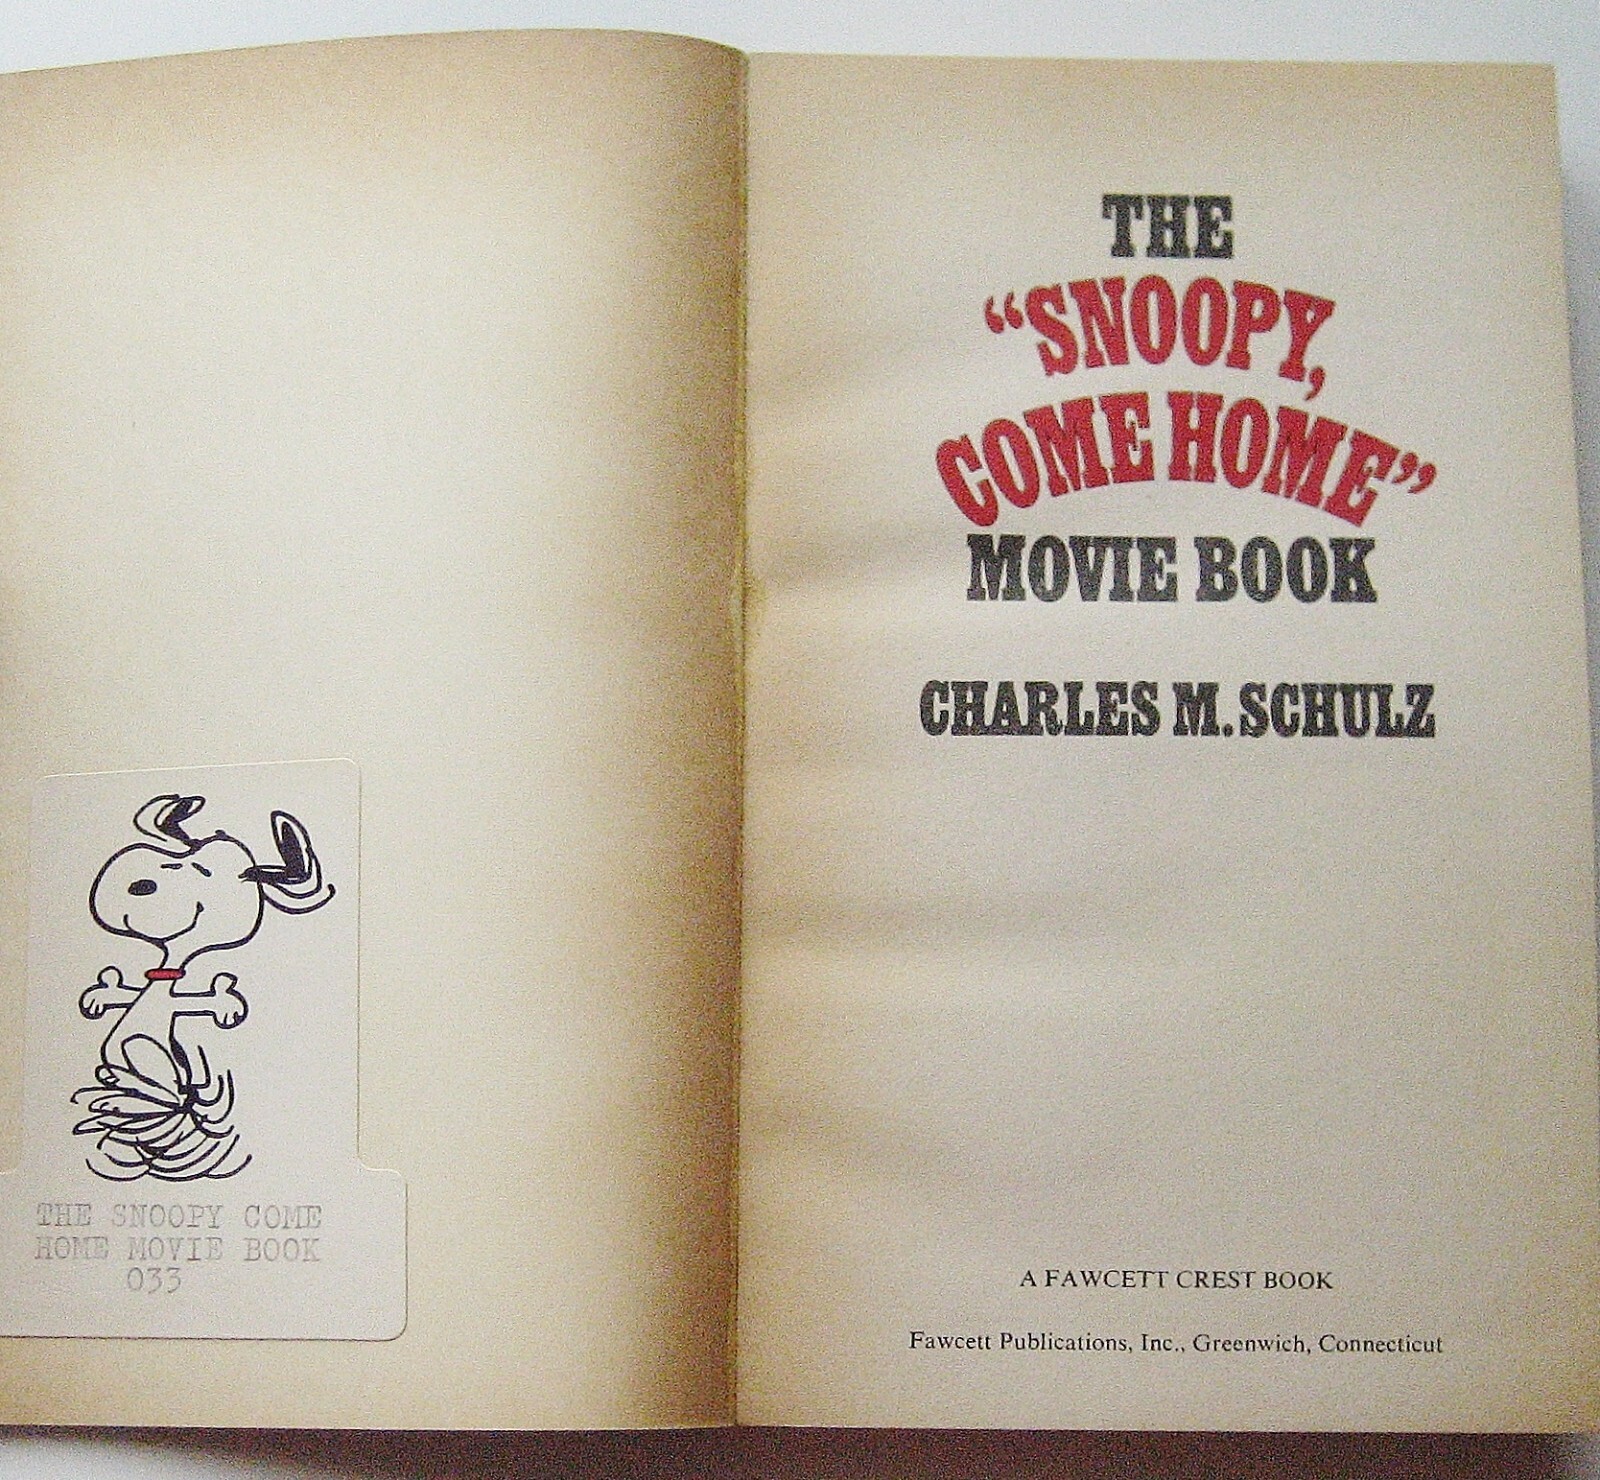 THE SNOOPY COME
HOME MOVIE BOOK
033
THE
“SNOOPY,
COME HOME”
MOVIE BOOK
CHARLES M. SCHULZ
A FAWCETT CREST BOOK
Fawcett Publications, Inc., Greenwich, Connecticut